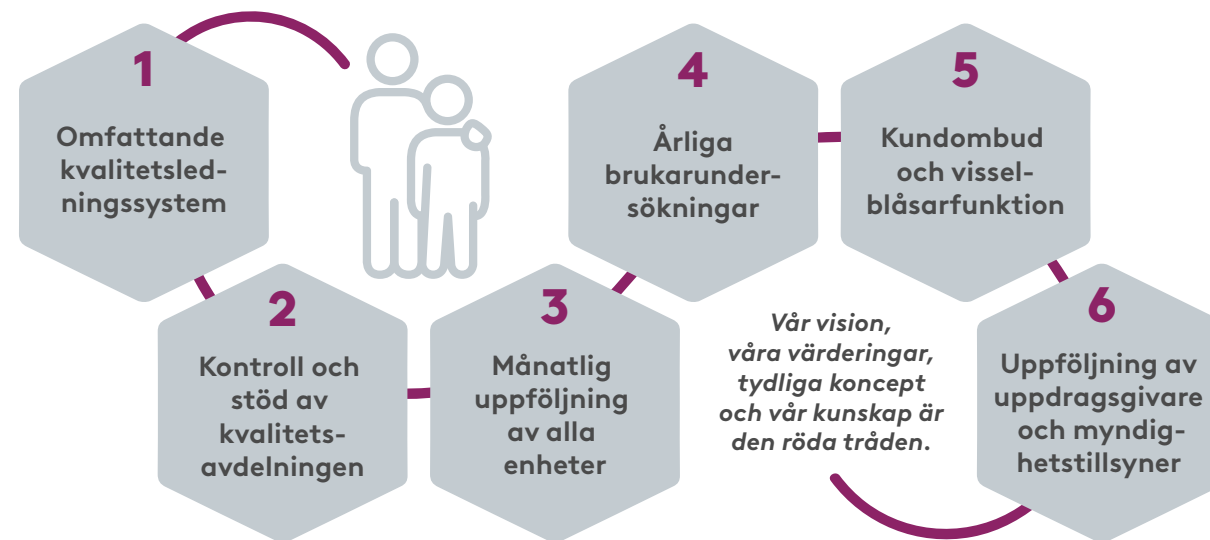 1
Omfattande
kvalitetsled-
ningssystem
2
Kontroll och
stöd av
kvalitets-
avdelningen
3
Månatlig
uppföljning
av alla
enheter
4
Årliga
brukarunder-
sökningar
5
Kundombud
och vissel-
blåsarfunktion
6
Uppföljning av
uppdragsgivare
och myndig-
hetstillsyner
Vår vision,
våra värderingar,
tydliga koncept
och vår kunskap är
den röda tråden.